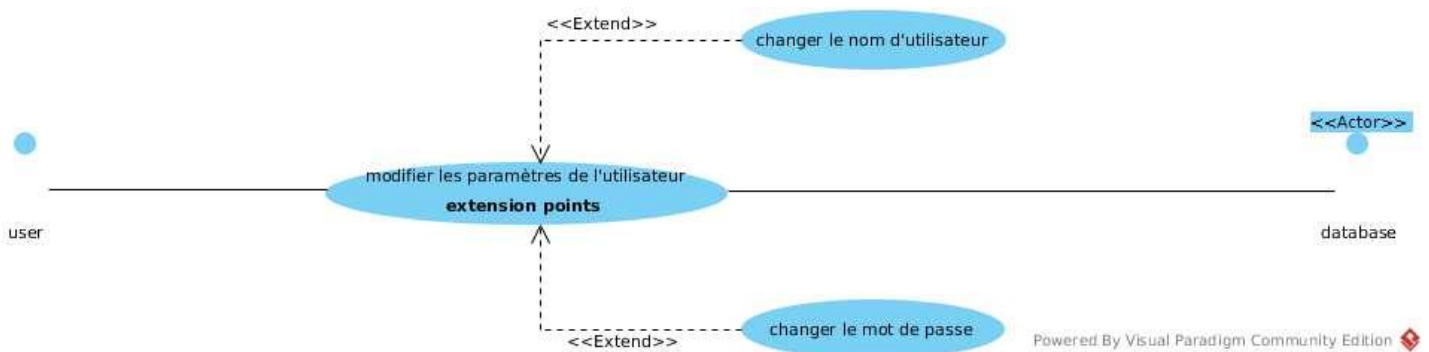 <<Extend>>
changer le nom d'utilisateur
<<Actor>>
modifier les paramètres de l'utilisateur
extension points
user
database
changer le mot de passe
<<Extend>>
Powered By Visual Paradigm Community Edition